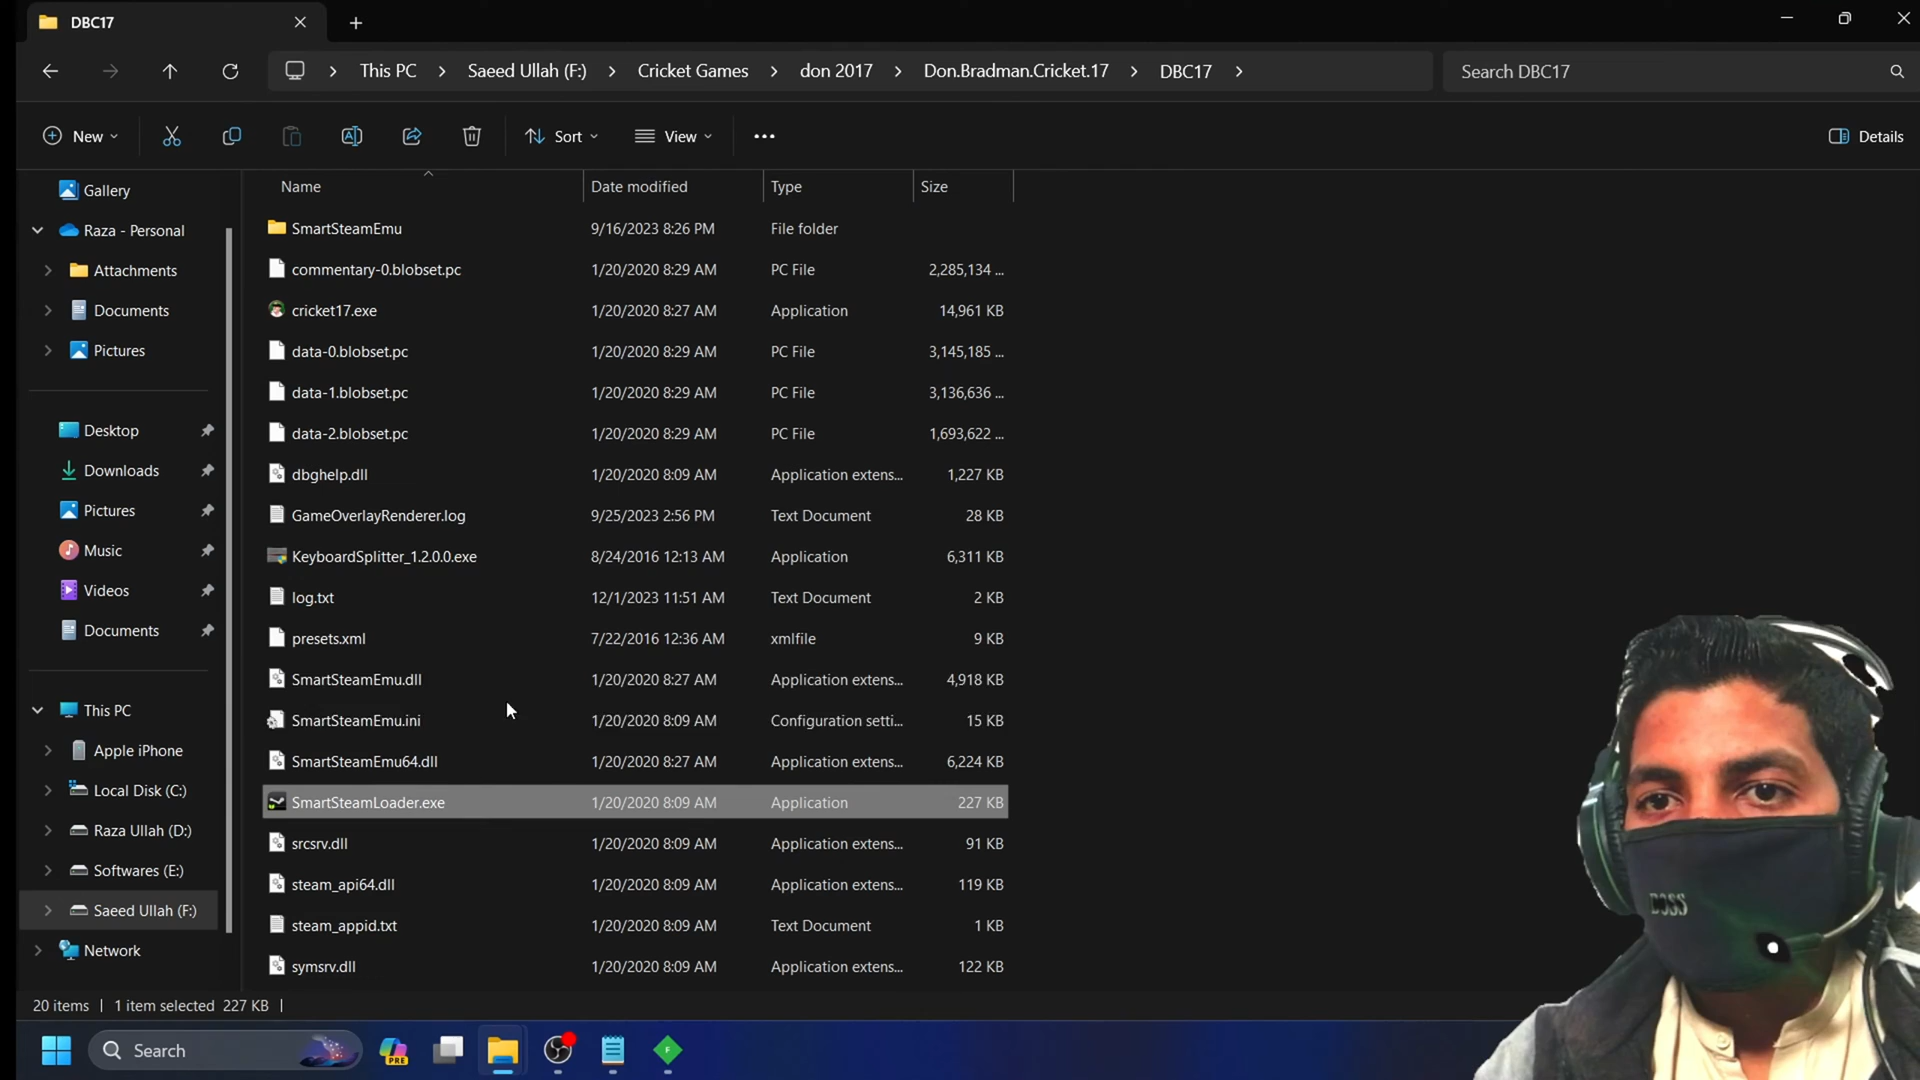 DBC17
This PC
Saeed Ullah (F:)
Cricket Games
don 2017
Don.Bradman.Cricket.17
DBC17
Search DBC17
New
Sort
View
Details
Gallery
Raza - Personal
Attachments
Documents
Pictures
Desktop
Downloads
Pictures
Music
Videos
Documents
This PC
Apple iPhone
Local Disk (C:)
Raza Ullah (D:)
Softwares (E:)
Saeed Ullah (F:)
Network
Name Date modified Type Size
SmartSteamEmu 9/16/2023 8:26 PM File folder
commentary-0.blobset.pc 1/20/2020 8:29 AM PC File 2,285,134 ...
cricket17.exe 1/20/2020 8:27 AM Application 14,961 KB
data-0.blobset.pc 1/20/2020 8:29 AM PC File 3,145,185 ...
data-1.blobset.pc 1/20/2020 8:29 AM PC File 3,136,636 ...
data-2.blobset.pc 1/20/2020 8:29 AM PC File 1,693,622 ...
dbghelp.dll 1/20/2020 8:09 AM Application extens... 1,227 KB
GameOverlayRenderer.log 9/25/2023 2:56 PM Text Document 28 KB
KeyboardSplitter_1.2.0.0.exe 8/24/2016 12:13 AM Application 6,311 KB
log.txt 12/1/2023 11:51 AM Text Document 2 KB
presets.xml 7/22/2016 12:36 AM xmlfile 9 KB
SmartSteamEmu.dll 1/20/2020 8:27 AM Application extens... 4,918 KB
SmartSteamEmu.ini 1/20/2020 8:09 AM Configuration setti... 15 KB
SmartSteamEmu64.dll 1/20/2020 8:27 AM Application extens... 6,224 KB
SmartSteamLoader.exe 1/20/2020 8:09 AM Application 227 KB
srcsrv.dll 1/20/2020 8:09 AM Application extens... 91 KB
steam_api64.dll 1/20/2020 8:09 AM Application extens... 119 KB
steam_appid.txt 1/20/2020 8:09 AM Text Document 1 KB
symsrv.dll 1/20/2020 8:09 AM Application extens... 122 KB
20 items 1 item selected 227 KB
Search
PRE
BOSS